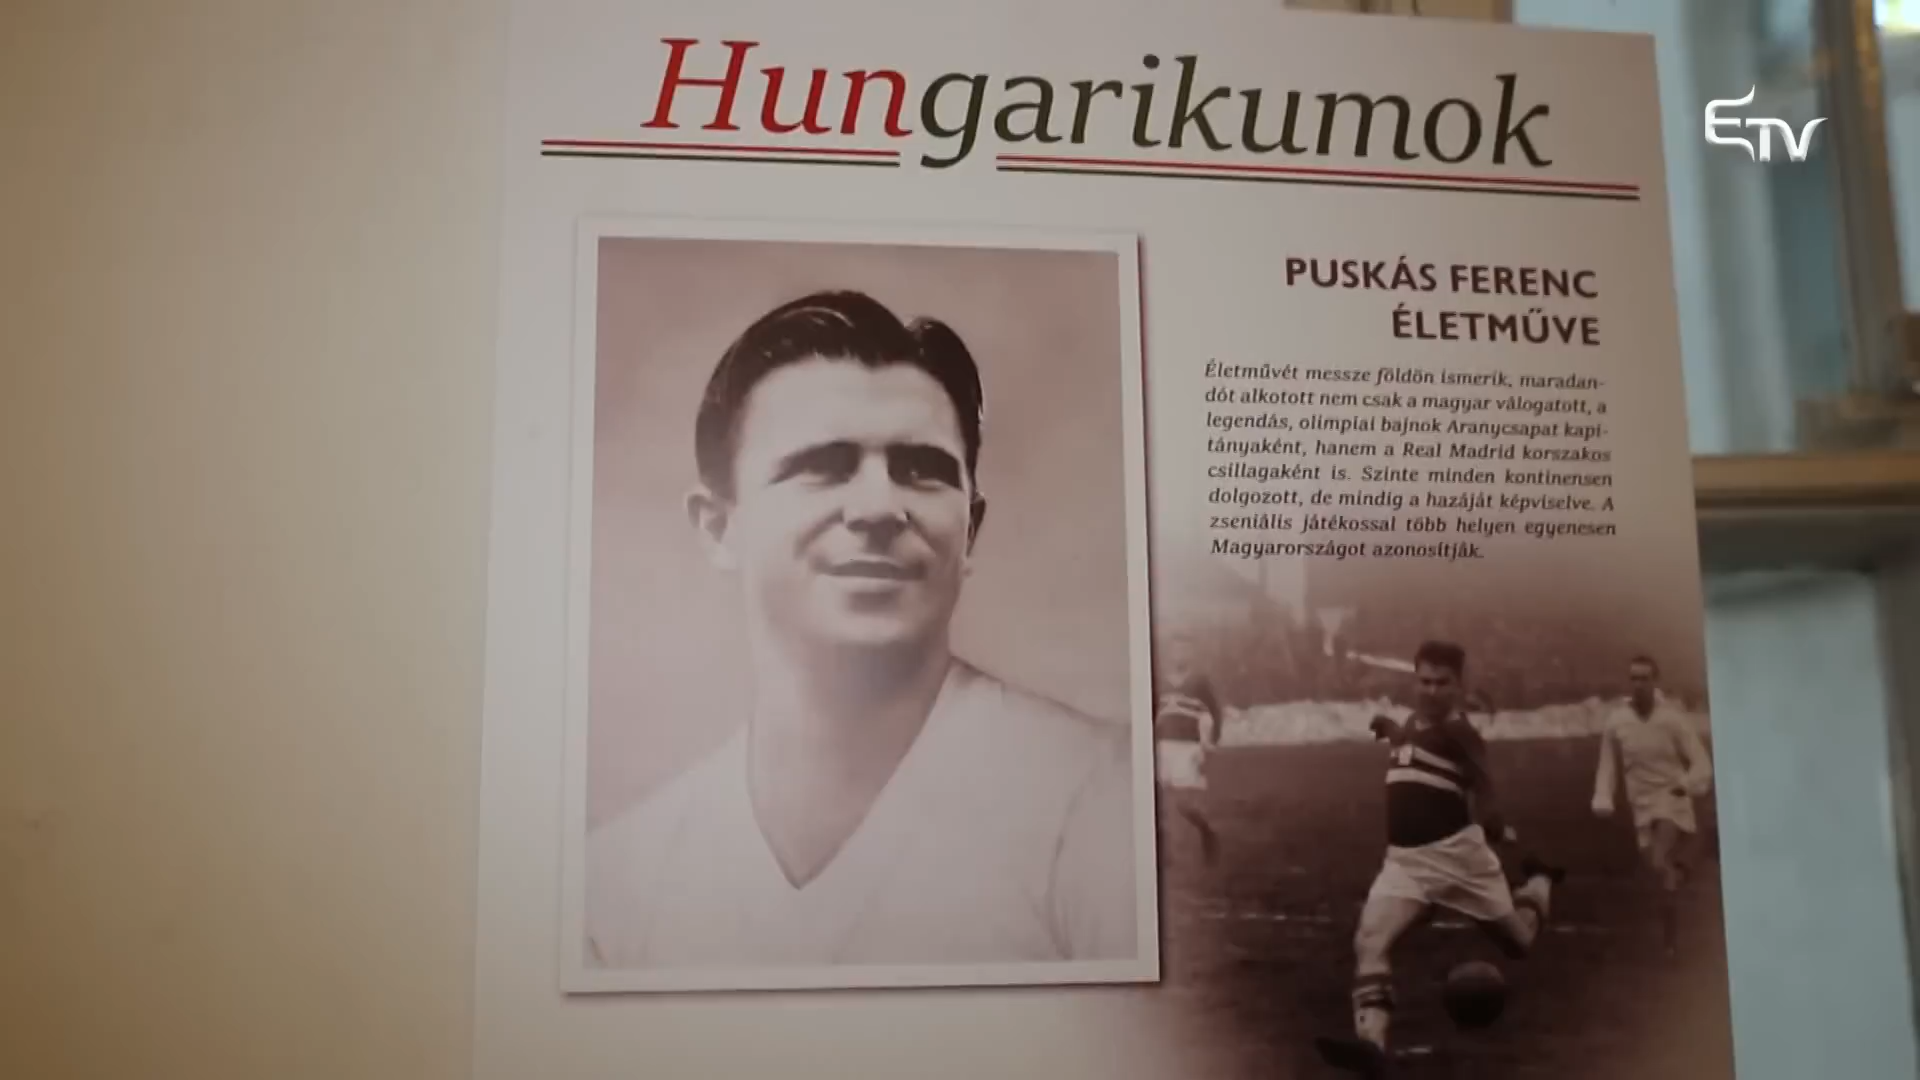 Hungarikumok
ETV
PUSKÁS FERENC
ÉLETMŰVE
Életművét messze földön ismerik, maradan-
dót alkotott nem csak a magyar válogatott, a
legendás, olimpiai bajnok Aranycsapat kapi-
tányaként, hanem a Real Madrid korszakos
csillagaként is. Szinte minden kontinensen
dolgozott, de mindig a hazáját képviselve. A
zseniális játékossal több helyen egyenesen
Magyarországot azonosítják.